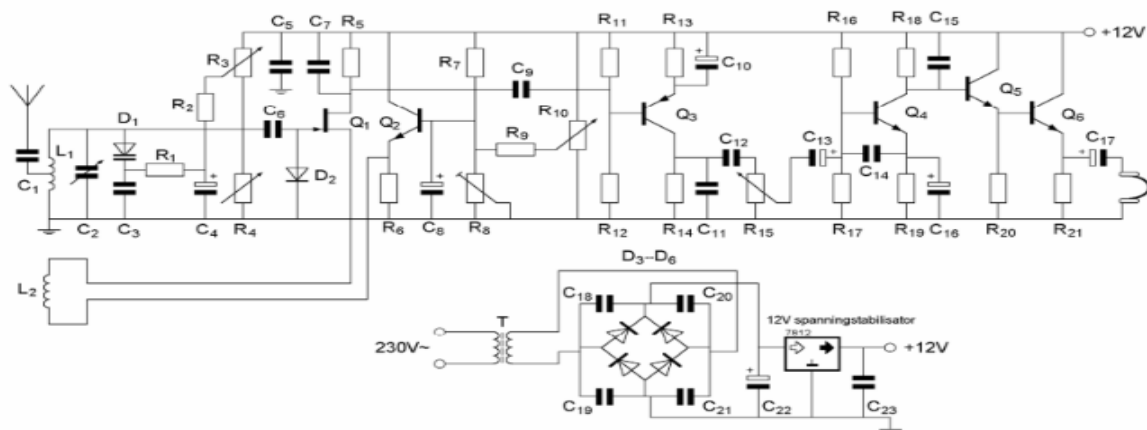 R11 R13 R16 R18 C15
C5 C7 R5
+12V
R3 R7 C9 C10
R2 R10 Q5
C6 Q1 Q2 Q3 Q4 Q6
D1 R9 C12 C13 C17
L1 R1 C14
C1 D2
C2 C3 C4 R4 R6 C8 R8 R12 R14 C11 R15 R17 R19 C16 R20 R21
D3–D6
L2
C18 C20
12V spanningstabilisator
T 7812
230V~ +12V
C19 C21 C22 C23